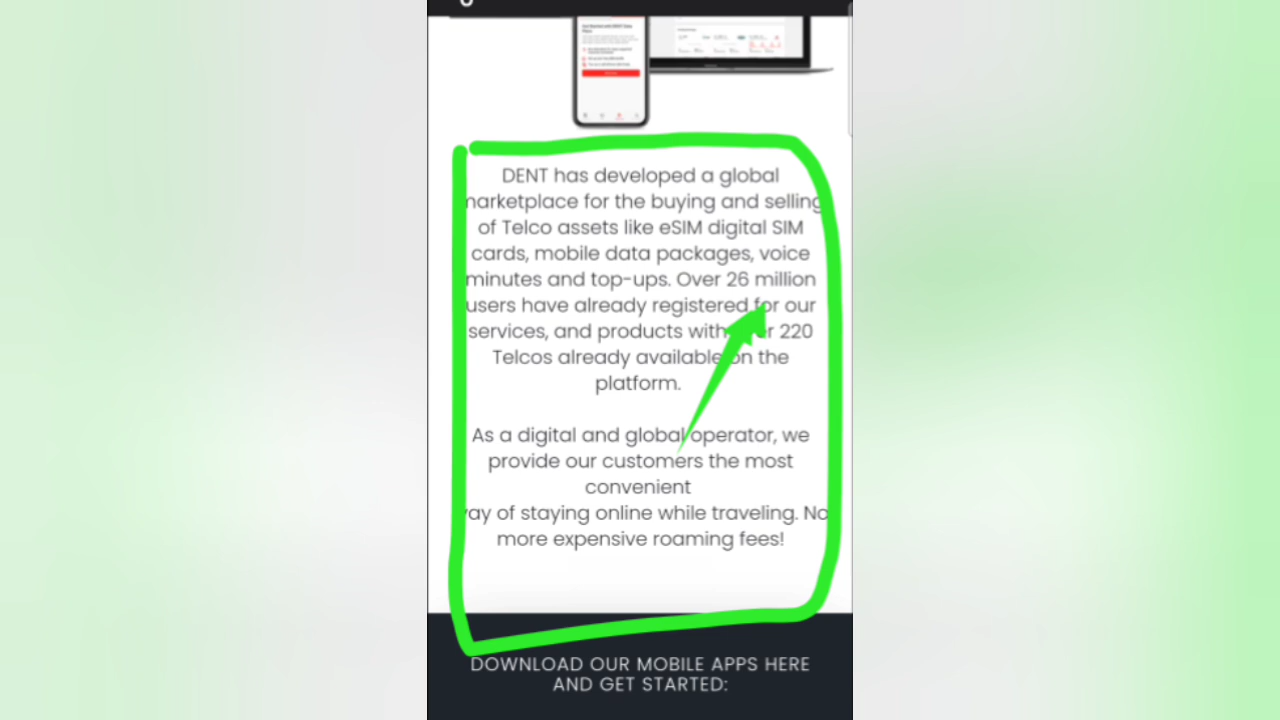 DENT has developed a global
marketplace for the buying and selling
of Telco assets like eSIM digital SIM
cards, mobile data packages, voice
minutes and top-ups. Over 26 million
users have already registered for our
services, and products with over 220
Telcos already available on the
platform.
As a digital and global operator, we
provide our customers the most
convenient
way of staying online while traveling. No
more expensive roaming fees!
DOWNLOAD OUR MOBILE APPS HERE
AND GET STARTED: